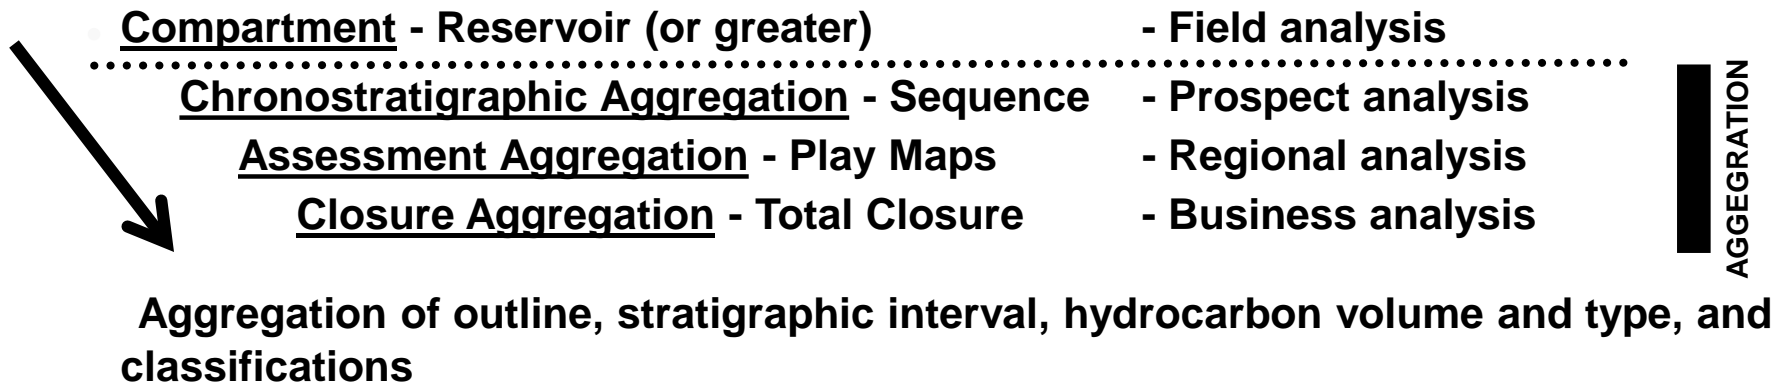 Compartment - Reservoir (or greater) - Field analysis
Chronostratigraphic Aggregation - Sequence - Prospect analysis
Assessment Aggregation - Play Maps - Regional analysis
Closure Aggregation - Total Closure - Business analysis
AGGEGRATION
Aggregation of outline, stratigraphic interval, hydrocarbon volume and type, and
classifications